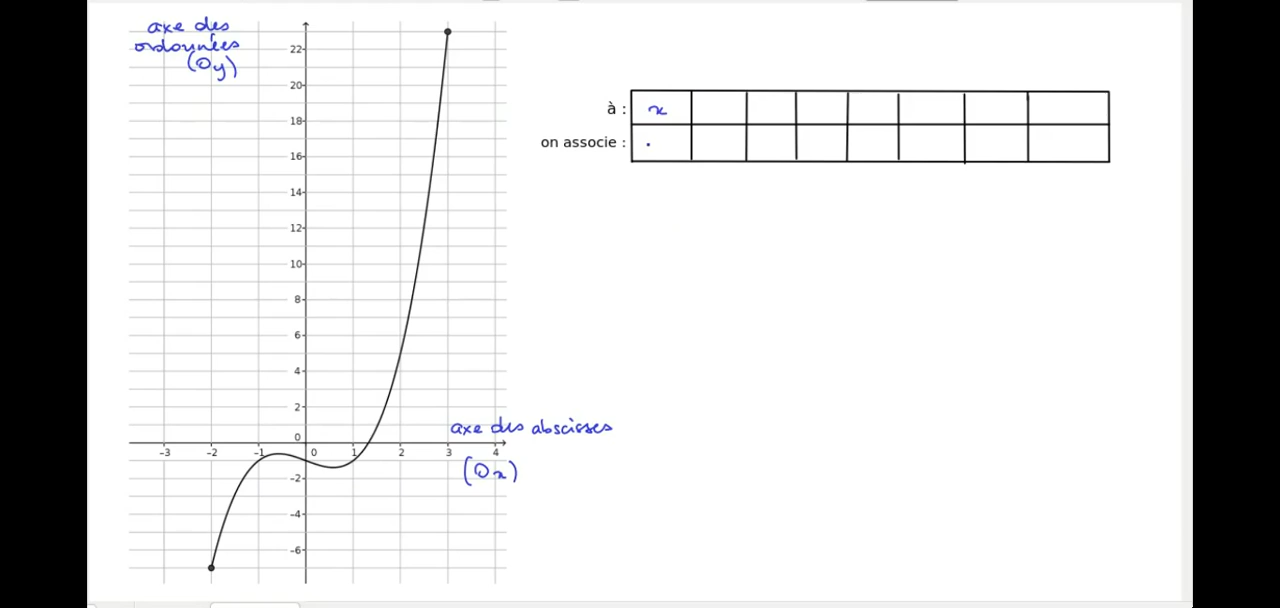 axe des
ordonnées
(Oy)
22
20
18
16
14
12
10
8
6
4
2
0
-3 -2 -1 0 1 2 3 4
-2
-4
-6
axe des abscisses
(Ox)
à : x
on associe : .